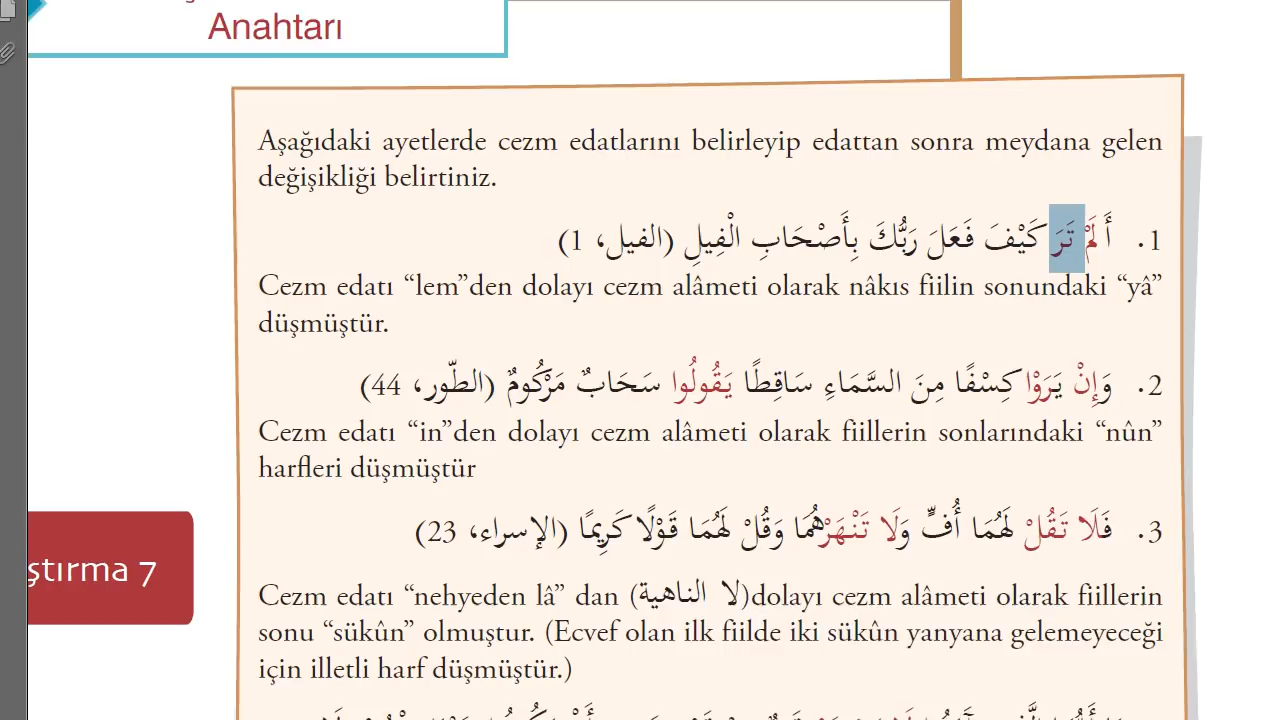 Anahtarı
Aşağıdaki ayetlerde cezm edatlarını belirleyip edattan sonra meydana gelen
değişikliği belirtiniz.
1. أَلَمْ تَرَ كَيْفَ فَعَلَ رَبُّكَ بِأَصْحَابِ الْفِيلِ (الفيل، 1)
Cezm edatı “lem”den dolayı cezm alâmeti olarak nâkıs fiilin sonundaki “yâ”
düşmüştür.
2. وَإِنْ يَرَوْا كِسْفًا مِنَ السَّمَاءِ سَاقِطًا يَقُولُوا سَحَابٌ مَرْكُومٌ (الطّور، 44)
Cezm edatı “in”den dolayı cezm alâmeti olarak fiillerin sonlarındaki “nûn”
harfleri düşmüştür
3. فَلَا تَقُلْ لَهُمَا أُفٍّ وَلَا تَنْهَرْهُمَا وَقُلْ لَهُمَا قَوْلًا كَرِيمًا (الإسراء، 23)
ştırma 7
Cezm edatı “nehyeden lâ” dan (لا الناهية)dolayı cezm alâmeti olarak fiillerin
sonu “sükûn” olmuştur. (Ecvef olan ilk fiilde iki sükûn yanyana gelemeyeceği
için illetli harf düşmüştür.)